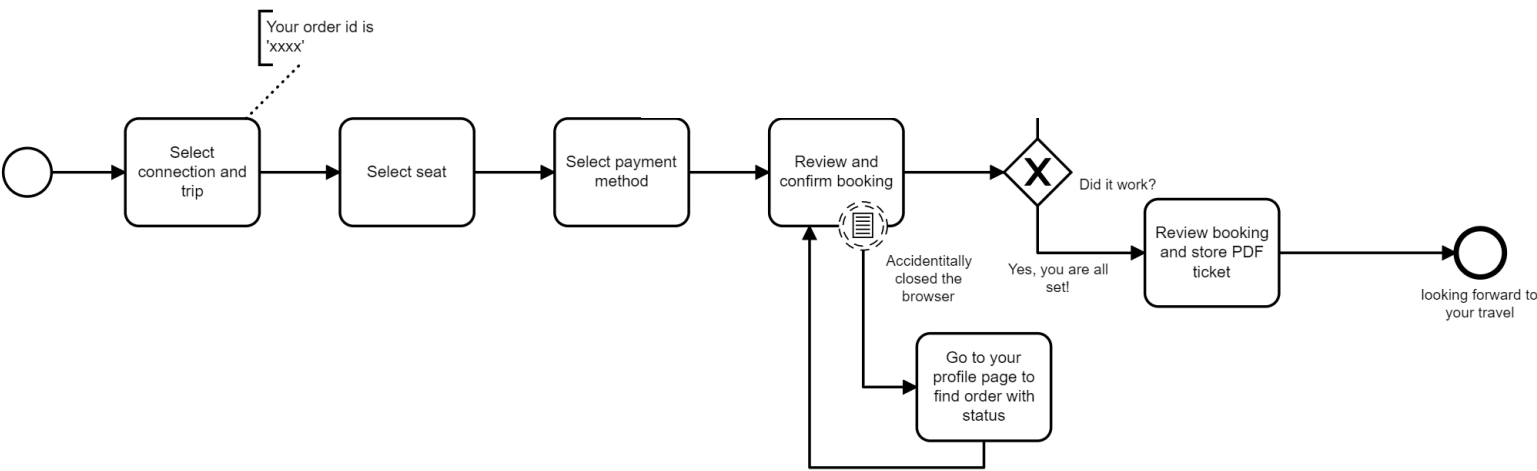 Your order id is
'xxxx'
Select
connection and
trip
Select seat
Select payment
method
Review and
confirm booking
Did it work?
Accidentitally
closed the
browser
Yes, you are all
set!
Review booking
and store PDF
ticket
looking forward to
your travel
Go to your
profile page to
find order with
status